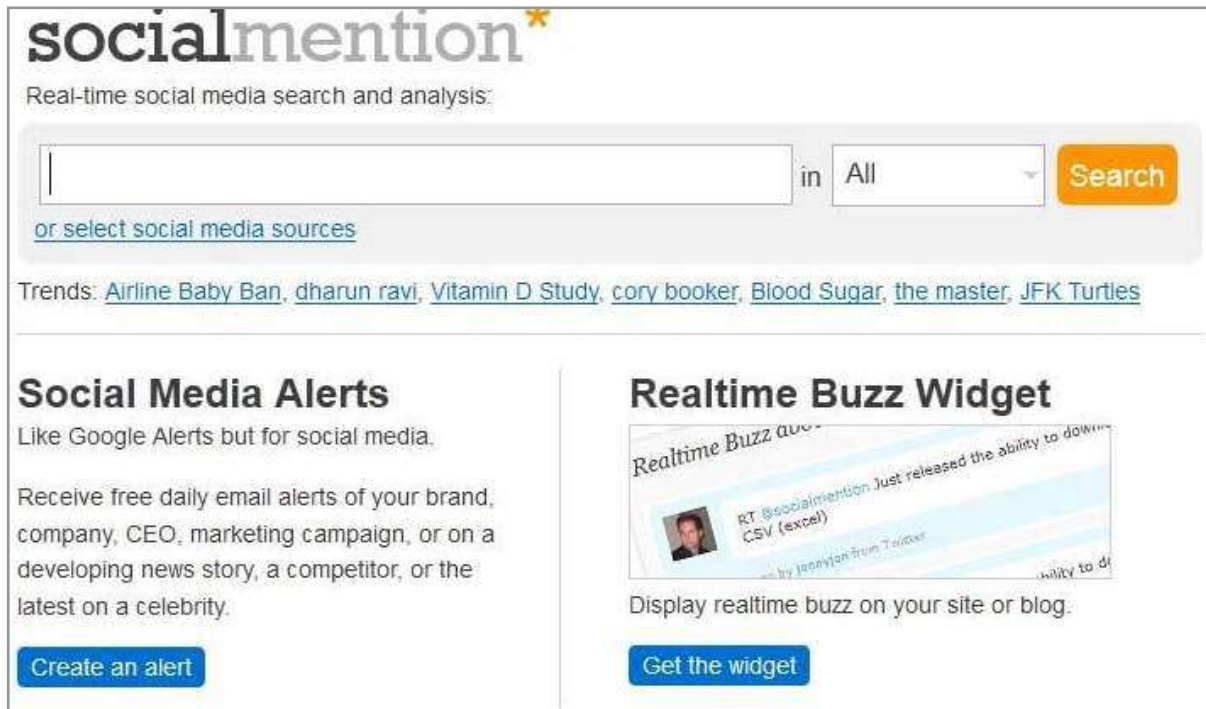 socialmention*
Real-time social media search and analysis:
in All Search
or select social media sources
Trends: Airline Baby Ban, dharun ravi, Vitamin D Study, cory booker, Blood Sugar, the master, JFK Turtles
Social Media Alerts
Like Google Alerts but for social media.
Receive free daily email alerts of your brand,
company, CEO, marketing campaign, or on a
developing news story, a competitor, or the
latest on a celebrity.
Create an alert
Realtime Buzz Widget
Realtime Buzz
RT @socialmention Just released the ability to
CSV (excel)
by jennyjon from Twitter
Display realtime buzz on your site or blog.
Get the widget